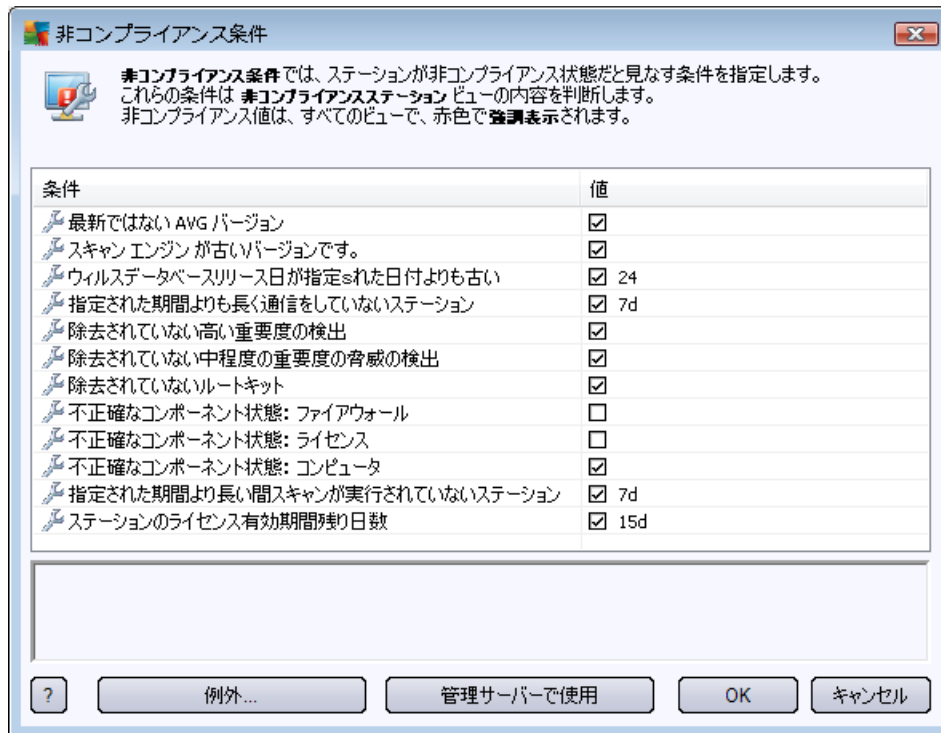 非コンプライアンス条件
非コンプライアンス条件では、ステーションが非コンプライアンス状態だと見なす条件を指定します。
これらの条件は 非コンプライアンスステーション ビューの内容を判断します。
非コンプライアンス値は、すべてのビューで、赤色で強調表示されます。
条件 値
最新ではない AVG バージョン
スキャン エンジン が古いバージョンです。
ウィルスデータベースリリース日が指定sれた日付よりも古い 24
指定された期間よりも長く通信をしていないステーション 7d
除去されていない高い重要度の検出
除去されていない中程度の重要度の脅威の検出
除去されていないルートキット
不正確なコンポーネント状態: ファイアウォール
不正確なコンポーネント状態: ライセンス
不正確なコンポーネント状態: コンピュータ
指定された期間より長い間スキャンが実行されていないステーション 7d
ステーションのライセンス有効期間残り日数 15d
? 例外... 管理サーバーで使用 OK キャンセル